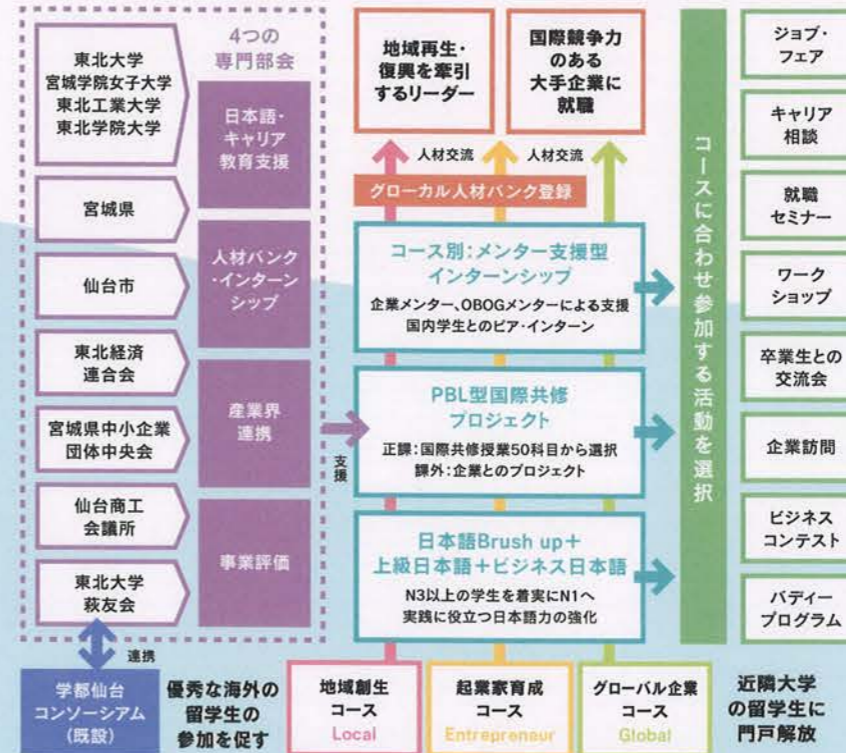 東北大学
宮城学院女子大学
東北工業大学
東北学院大学
宮城県
仙台市
東北経済
連合会
宮城県中小企業
団体中央会
仙台商工
会議所
東北大学
萩友会
連携
学都仙台
コンソーシアム
(既設)
4つの
専門部会
日本語・
キャリア
教育支援
人材バンク
・インターン
シップ
産業界
連携
事業評価
支援
地域再生・
復興を牽引
するリーダー
国際競争力
のある
大手企業に
就職
人材交流
人材交流
グローカル人材バンク登録
コース別:メンター支援型
インターンシップ
企業メンター、OBOGメンターによる支援
国内学生とのピア・インターン
PBL型国際共修
プロジェクト
正課:国際共修授業50科目から選択
課外:企業とのプロジェクト
日本語Brush up+
上級日本語+ビジネス日本語
N3以上の学生を着実にN1へ
実践に役立つ日本語力の強化
優秀な海外の
留学生の
参加を促す
地域創生
コース
Local
起業家育成
コース
Entrepreneur
グローバル企業
コース
Global
近隣大学
の留学生に
門戸解放
コースに合わせ参加する活動を選択
ジョブ・
フェア
キャリア
相談
就職
セミナー
ワーク
ショップ
卒業生との
交流会
企業訪問
ビジネス
コンテスト
バディー
プログラム